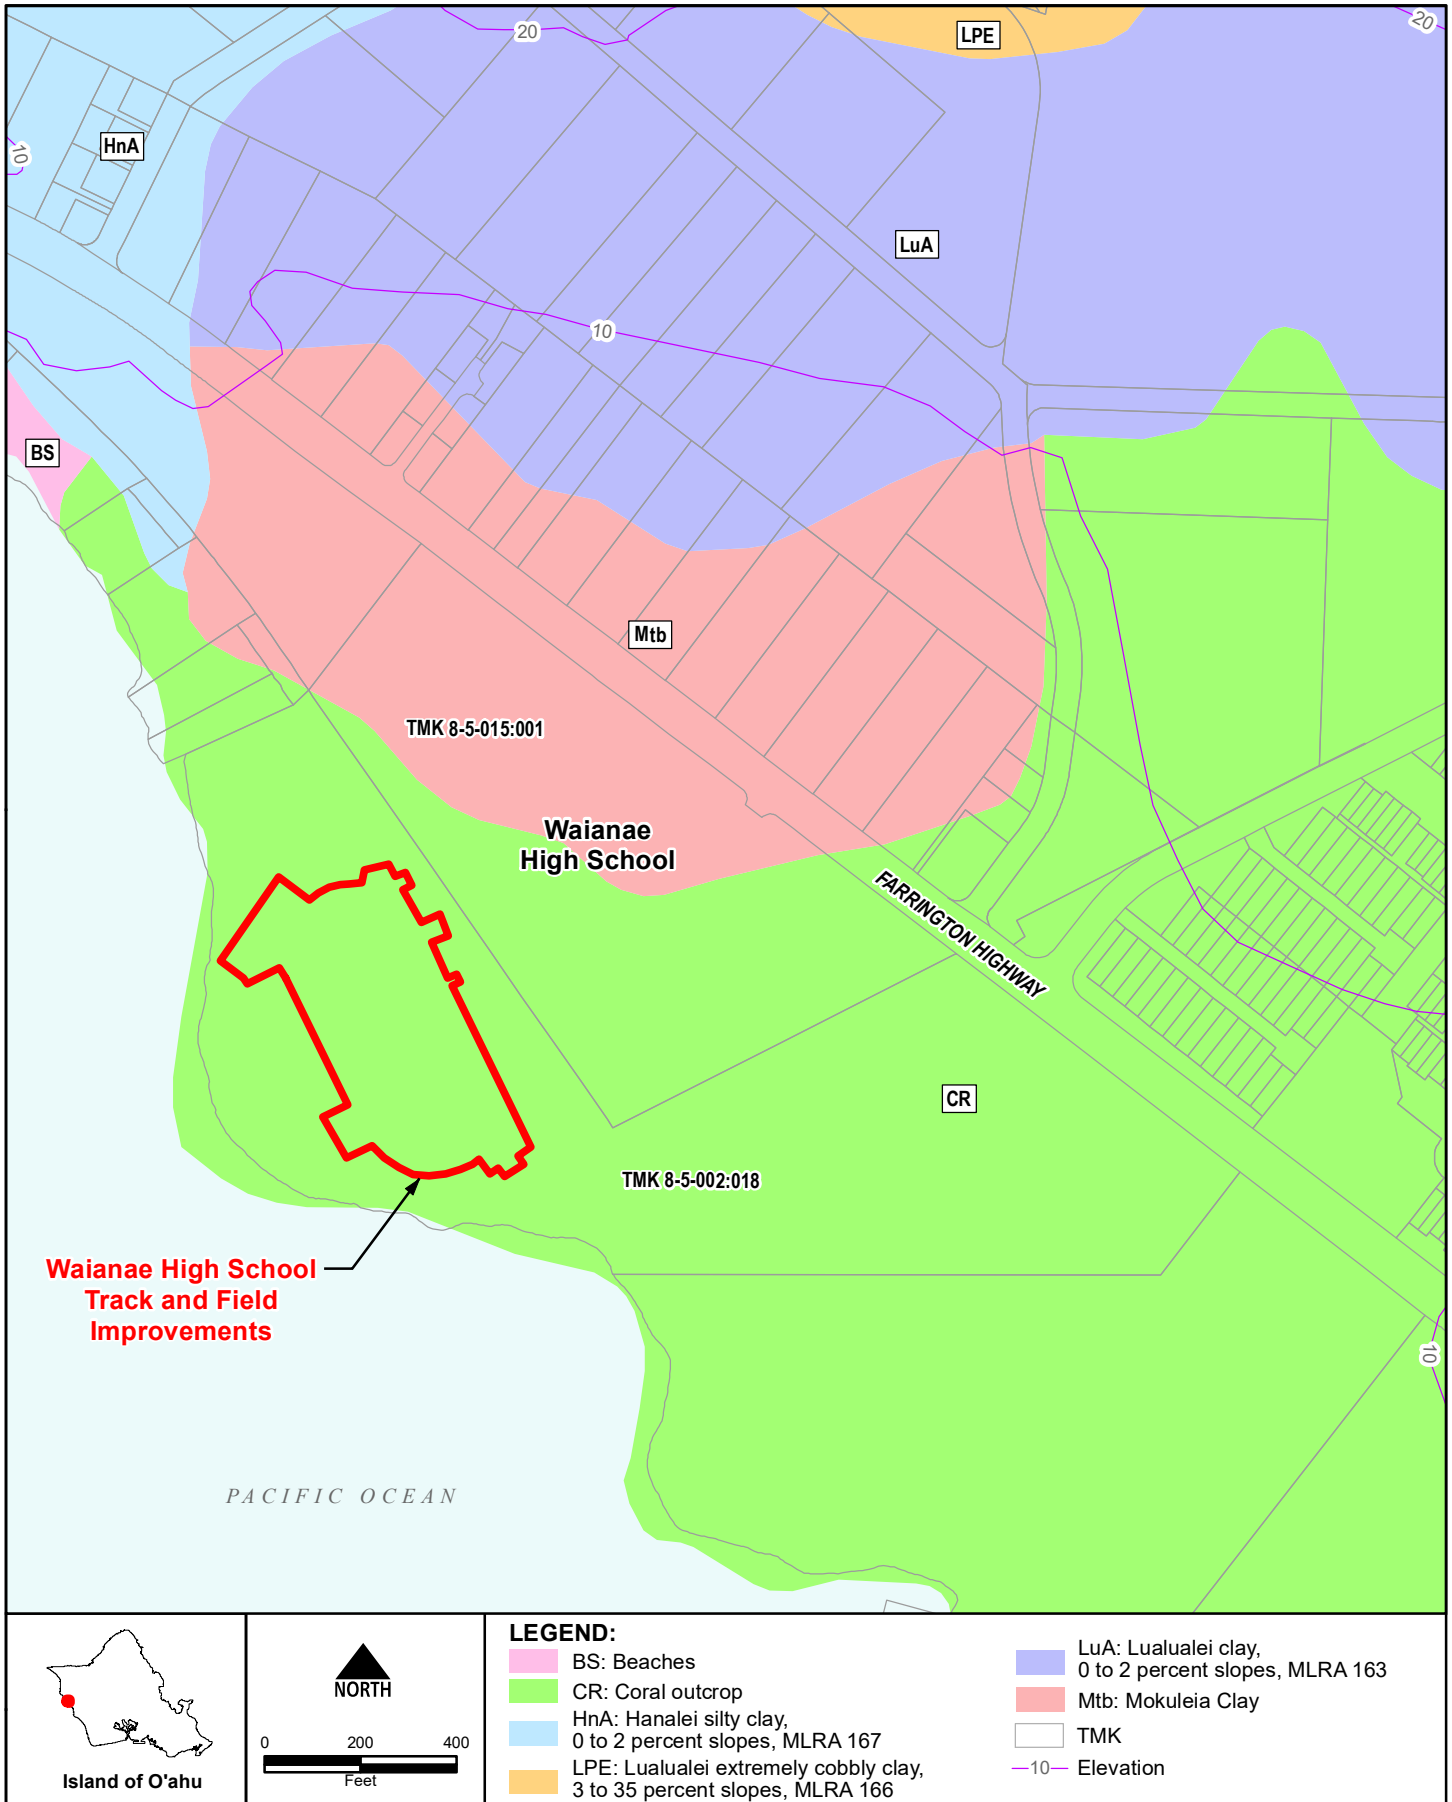 20
20
LPE
HnA
10
LuA
10
BS
Mtb
TMK 8-5-015:001
Waianae
High School
FARRINGTON HIGHWAY
CR
TMK 8-5-002:018
Waianae High School
Track and Field
Improvements
10
PACIFIC OCEAN
Island of O'ahu
NORTH
0 200 400
Feet
LEGEND:
BS: Beaches
CR: Coral outcrop
HnA: Hanalei silty clay,
0 to 2 percent slopes, MLRA 167
LPE: Lualualei extremely cobbly clay,
3 to 35 percent slopes, MLRA 166
LuA: Lualualei clay,
0 to 2 percent slopes, MLRA 163
Mtb: Mokuleia Clay
TMK
10 Elevation